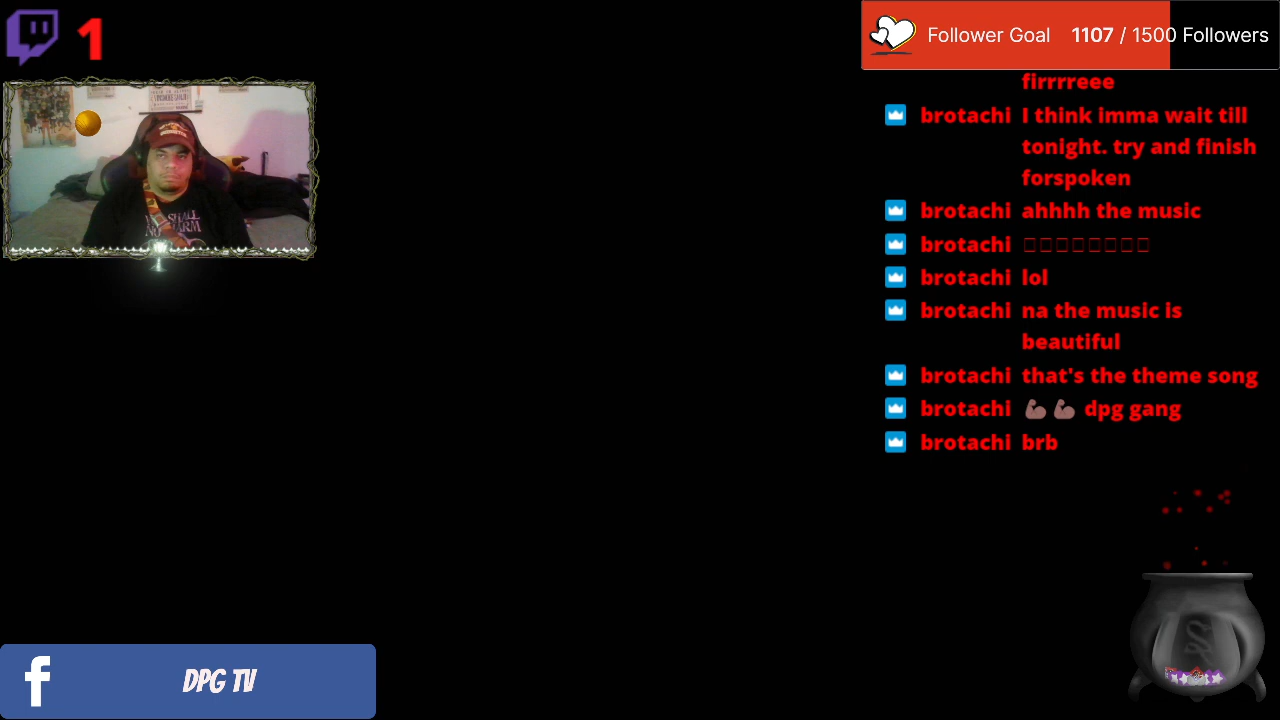 1
Follower Goal 1107 / 1500 Followers
firrrreee
brotachi I think imma wait till
tonight. try and finish
forspoken
brotachi ahhhh the music
brotachi
brotachi lol
brotachi na the music is
beautiful
brotachi that's the theme song
brotachi 💪🏾💪🏾 dpg gang
brotachi brb
SHALL
DPG TV